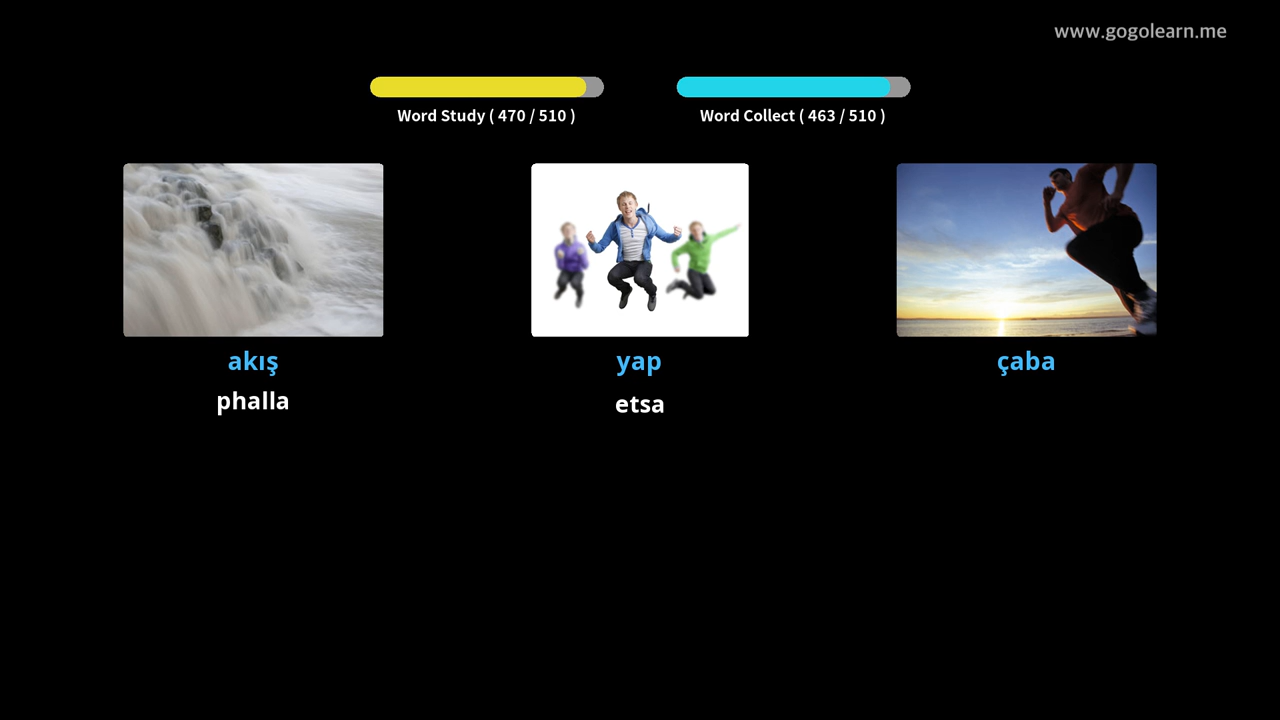 www.gogolearn.me
Word Study ( 470 / 510 )
Word Collect ( 463 / 510 )
akış
yap
çaba
phalla
etsa